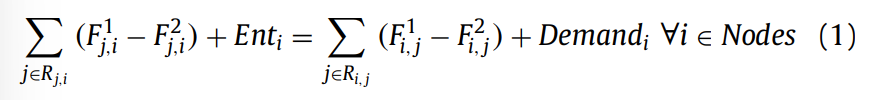 ∑_{j∈R_{j,i}} (F^1_{j,i} − F^2_{j,i}) + Ent_i = ∑_{j∈R_{i,j}} (F^1_{i,j} − F^2_{i,j}) + Demand_i ∀i ∈ Nodes (1)